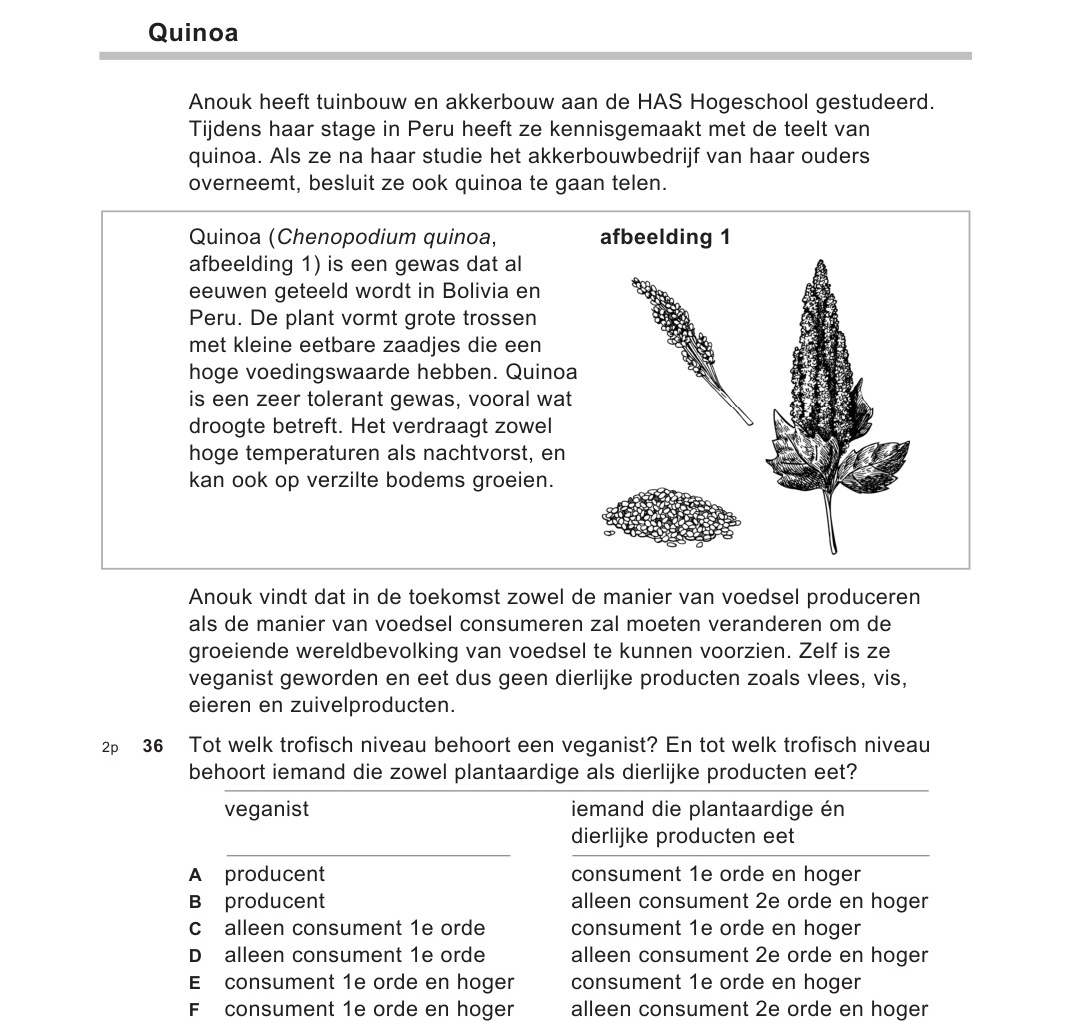 Quinoa
Anouk heeft tuinbouw en akkerbouw aan de HAS Hogeschool gestudeerd.
Tijdens haar stage in Peru heeft ze kennisgemaakt met de teelt van
quinoa. Als ze na haar studie het akkerbouwbedrijf van haar ouders
overneemt, besluit ze ook quinoa te gaan telen.
Quinoa (Chenopodium quinoa,
afbeelding 1) is een gewas dat al
eeuwen geteeld wordt in Bolivia en
Peru. De plant vormt grote trossen
met kleine eetbare zaadjes die een
hoge voedingswaarde hebben. Quinoa
is een zeer tolerant gewas, vooral wat
droogte betreft. Het verdraagt zowel
hoge temperaturen als nachtvorst, en
kan ook op verzilte bodems groeien.
afbeelding 1
Anouk vindt dat in de toekomst zowel de manier van voedsel produceren
als de manier van voedsel consumeren zal moeten veranderen om de
groeiende wereldbevolking van voedsel te kunnen voorzien. Zelf is ze
veganist geworden en eet dus geen dierlijke producten zoals vlees, vis,
eieren en zuivelproducten.
2p 36 Tot welk trofisch niveau behoort een veganist? En tot welk trofisch niveau
behoort iemand die zowel plantaardige als dierlijke producten eet?
veganist iemand die plantaardige én
dierlijke producten eet
A producent consument 1e orde en hoger
B producent alleen consument 2e orde en hoger
C alleen consument 1e orde consument 1e orde en hoger
D alleen consument 1e orde alleen consument 2e orde en hoger
E consument 1e orde en hoger consument 1e orde en hoger
F consument 1e orde en hoger alleen consument 2e orde en hoger